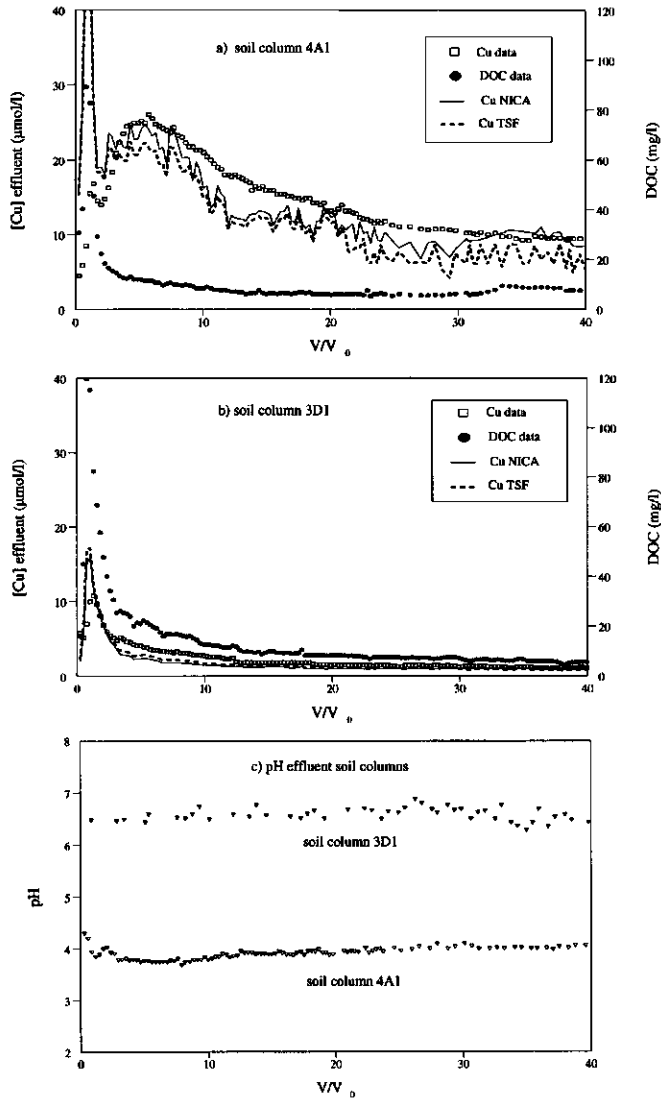 40
30
20
10
0
[Cu] effluent (μmol/l)
a) soil column 4A1
Cu data
DOC data
Cu NICA
Cu TSF
120
100
80
60
40
20
0
DOC (mg/l)
0
10
20
30
40
V/V 0
40
30
20
10
0
[Cu] effluent (μmol/l)
b) soil column 3D1
Cu data
DOC data
Cu NICA
Cu TSF
120
100
80
60
40
20
0
DOC (mg/l)
0
10
20
30
40
V/V 0
8
7
6
5
4
3
2
pH
c) pH effluent soil columns
soil column 3D1
soil column 4A1
0
10
20
30
40
V/V 0